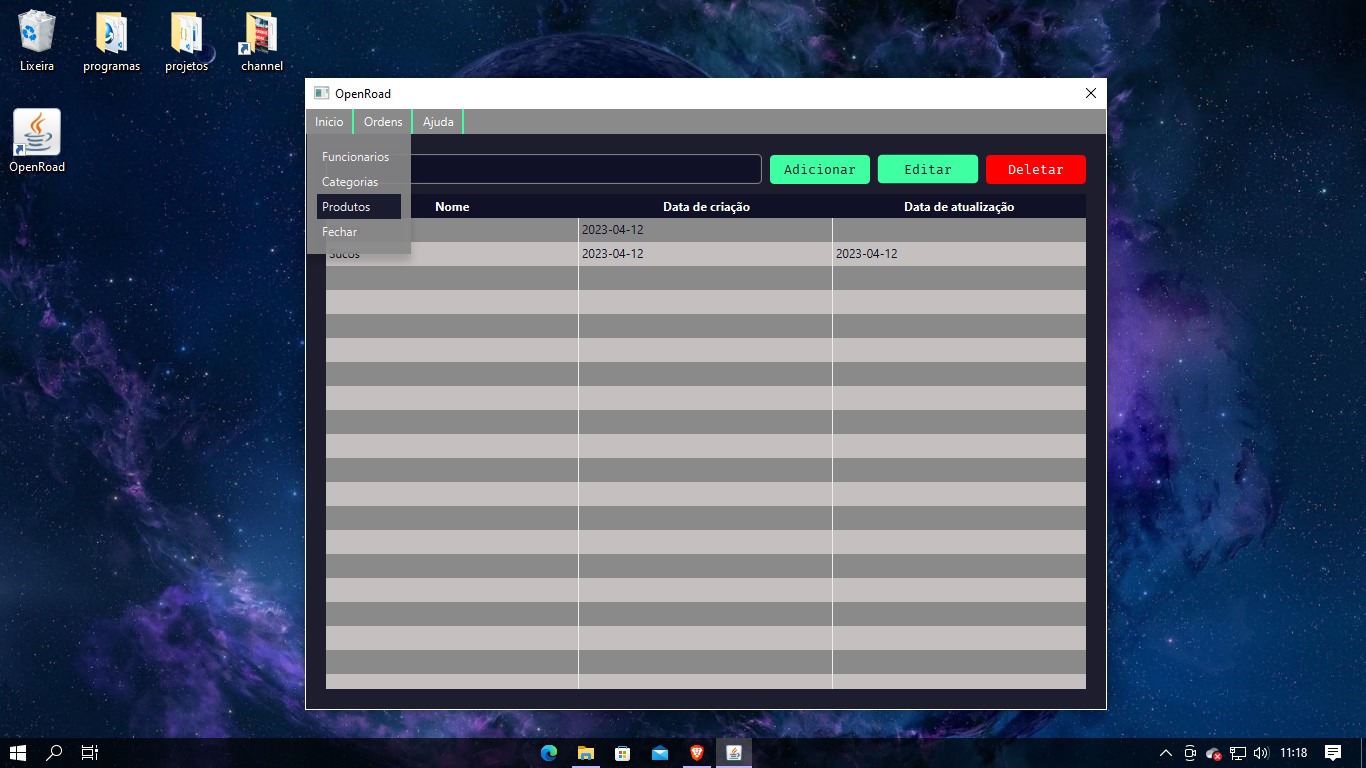 Lixeira
programas
projetos
channel
OpenRoad
OpenRoad
Inicio Ordens Ajuda
Funcionarios
Categorias
Produtos
Fechar
Adicionar Editar Deletar
Nome Data de criação Data de atualização
2023-04-12
Sucos 2023-04-12 2023-04-12
11:18